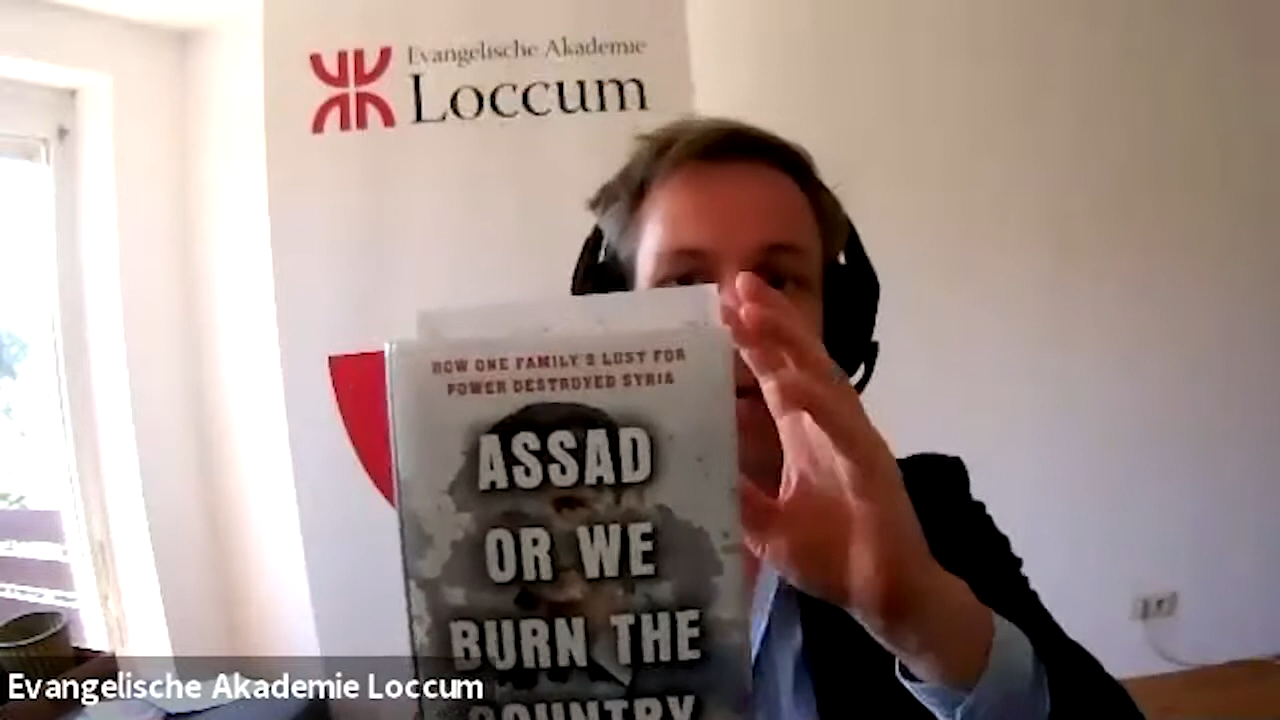 Evangelische Akademie
Loccum
HOW ONE FAMILY'S LUST FOR
POWER DESTROYED SYRIA
ASSAD
OR WE
BURN THE
COUNTRY
Evangelische Akademie Loccum